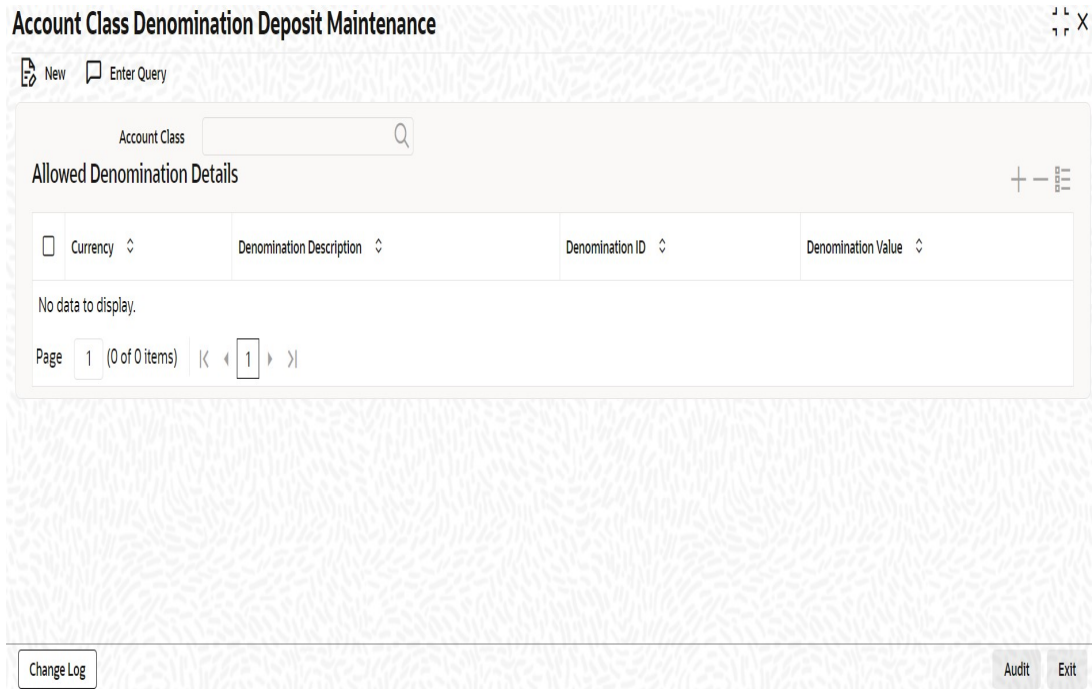 Account Class Denomination Deposit Maintenance
New Enter Query
Account Class
Allowed Denomination Details
Currency Denomination Description Denomination ID Denomination Value
No data to display.
Page 1 (0 of 0 items) 1
Change Log Audit Exit